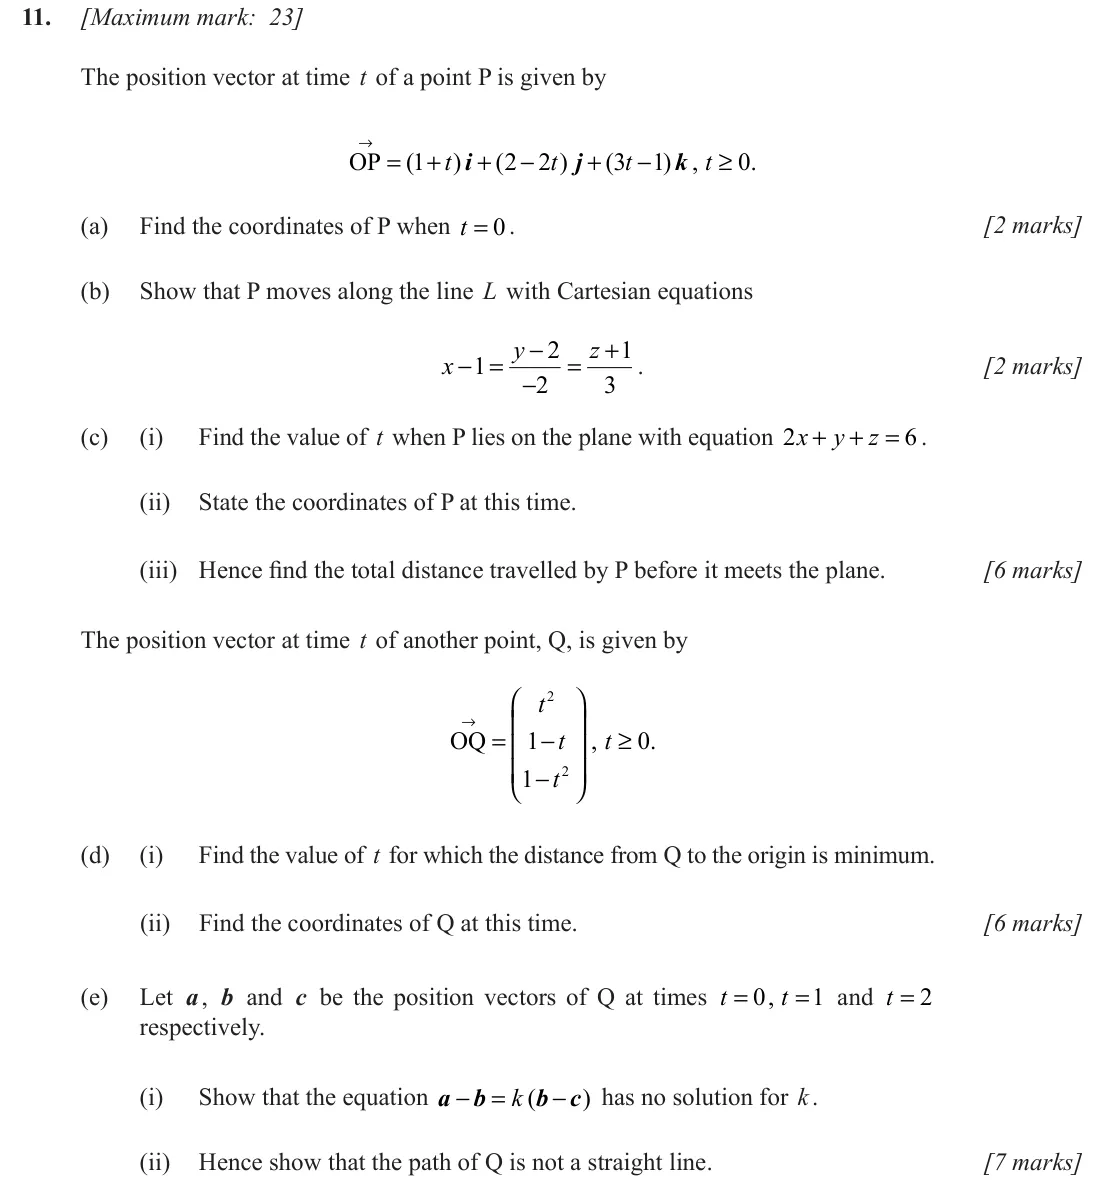 11. [Maximum mark: 23]
The position vector at time t of a point P is given by
→
OP = (1+t)i + (2−2t)j + (3t−1)k, t ≥ 0.
(a) Find the coordinates of P when t = 0. [2 marks]
(b) Show that P moves along the line L with Cartesian equations
x−1 = (y−2)/−2 = (z+1)/3. [2 marks]
(c) (i) Find the value of t when P lies on the plane with equation 2x + y + z = 6.
(ii) State the coordinates of P at this time.
(iii) Hence find the total distance travelled by P before it meets the plane. [6 marks]
The position vector at time t of another point, Q, is given by
→
OQ = ( t²
1−t
1−t² ), t ≥ 0.
(d) (i) Find the value of t for which the distance from Q to the origin is minimum.
(ii) Find the coordinates of Q at this time. [6 marks]
(e) Let a, b and c be the position vectors of Q at times t = 0, t = 1 and t = 2
respectively.
(i) Show that the equation a − b = k(b − c) has no solution for k.
(ii) Hence show that the path of Q is not a straight line. [7 marks]